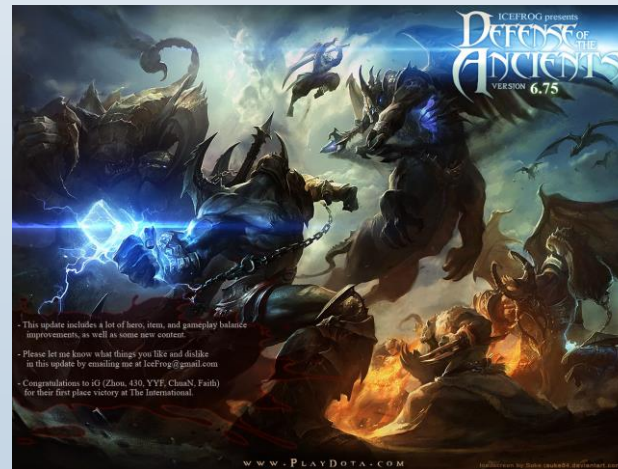 ICEFROG presents
DEFENSE OF THE
ANCIENTS
VERSION 6.75
- This update includes a lot of hero, item, and gameplay balance
improvements, as well as some new content.
- Please let me know what things you like and dislike
in this update by emailing me at IceFrog@gmail.com
- Congratulations to iG (Zhou, 430, YYF, ChuaN, Faith)
for their first place victory at The International.
WWW.PLAYDOTA.COM